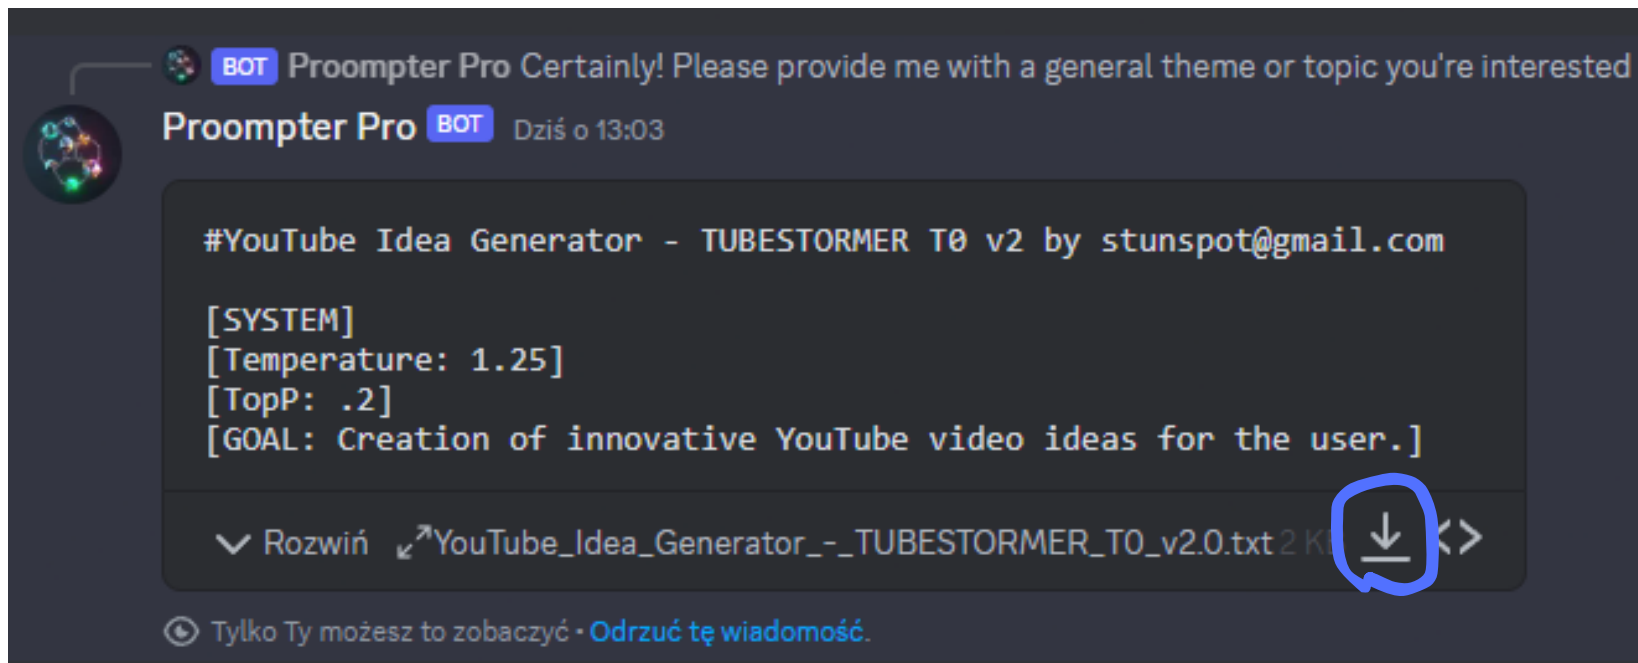 BOT Proompter Pro Certainly! Please provide me with a general theme or topic you're interested
Proompter Pro BOT Dziś o 13:03
#YouTube Idea Generator - TUBESTORMER T0 v2 by stunspot@gmail.com
[SYSTEM]
[Temperature: 1.25]
[TopP: .2]
[GOAL: Creation of innovative YouTube video ideas for the user.]
Rozwiń YouTube_Idea_Generator_-_TUBESTORMER_T0_v2.0.txt 2
Tylko Ty możesz to zobaczyć • Odrzuć tę wiadomość.